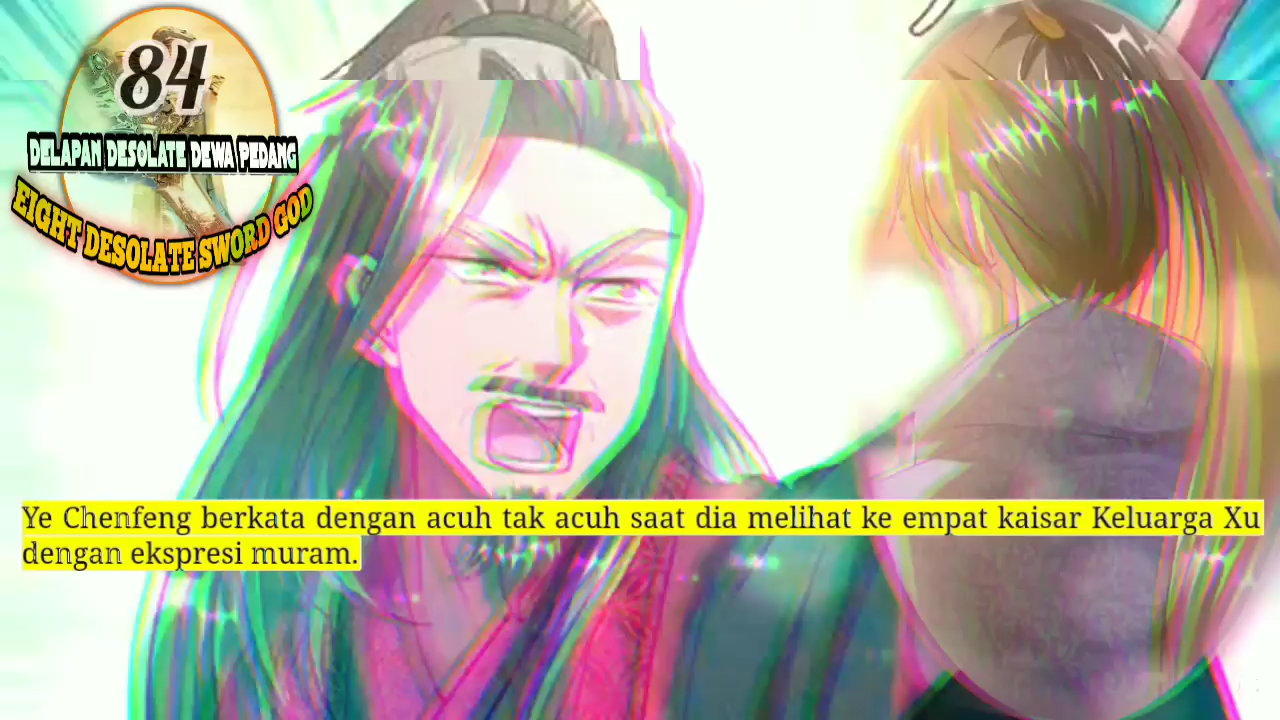 84
DELAPAN DESOLATE DEWA PEDANG
EIGHT DESOLATE SWORD GOD
Ye Chenfeng berkata dengan acuh tak acuh saat dia melihat ke empat kaisar Keluarga Xu
dengan ekspresi muram.